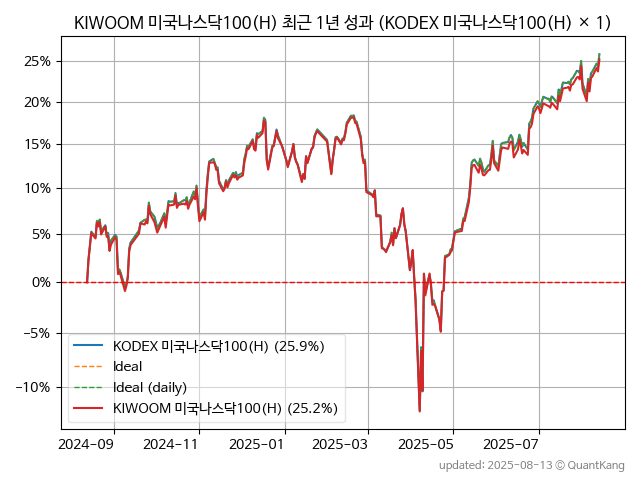 KIWOOM 미국나스닥100(H) 최근 1년 성과 (KODEX 미국나스닥100(H) × 1)
25%
20%
15%
10%
5%
0%
−5%
−10%
KODEX 미국나스닥100(H) (25.9%)
Ideal
Ideal (daily)
KIWOOM 미국나스닥100(H) (25.2%)
2024-09
2024-11
2025-01
2025-03
2025-05
2025-07
updated: 2025-08-13 © QuantKang